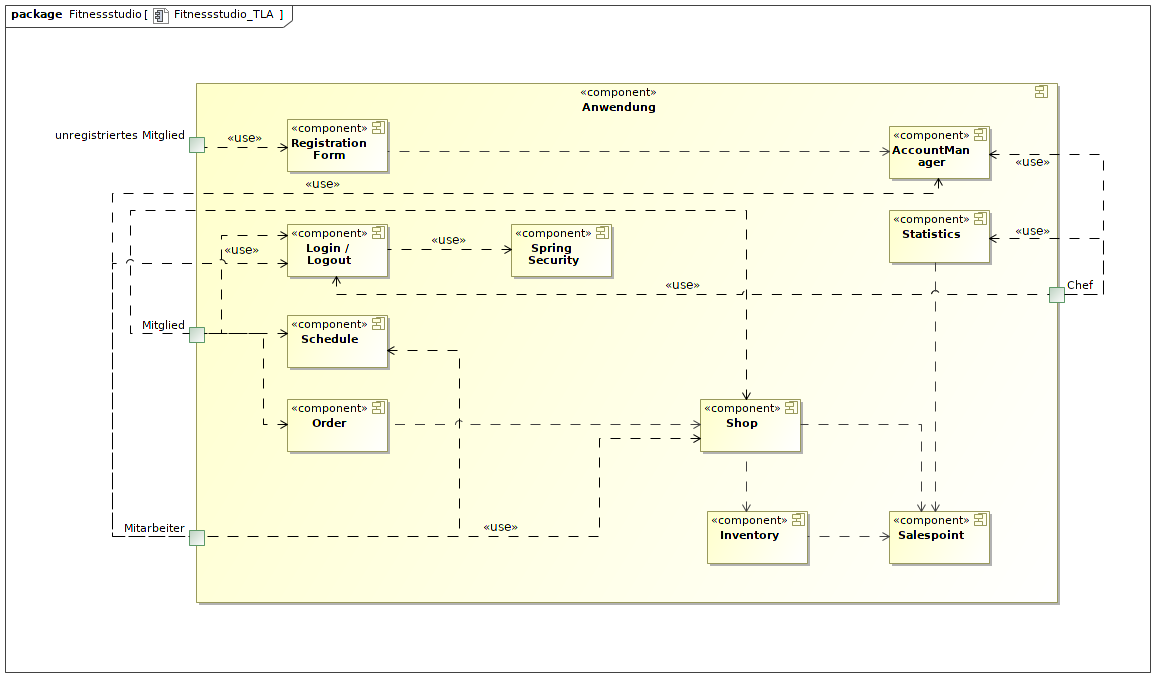 package Fitnessstudio [ Fitnessstudio_TLA ]
«component»
Anwendung
unregistriertes Mitglied
«use»
«component»
Registration
Form
«component»
AccountMan
ager
«use»
«use»
«component»
Login /
Logout
«use»
«use»
«component»
Spring
Security
«component»
Statistics
«use»
«use»
Chef
Mitglied
«component»
Schedule
«component»
Order
«component»
Shop
Mitarbeiter
«use»
«component»
Inventory
«component»
Salespoint